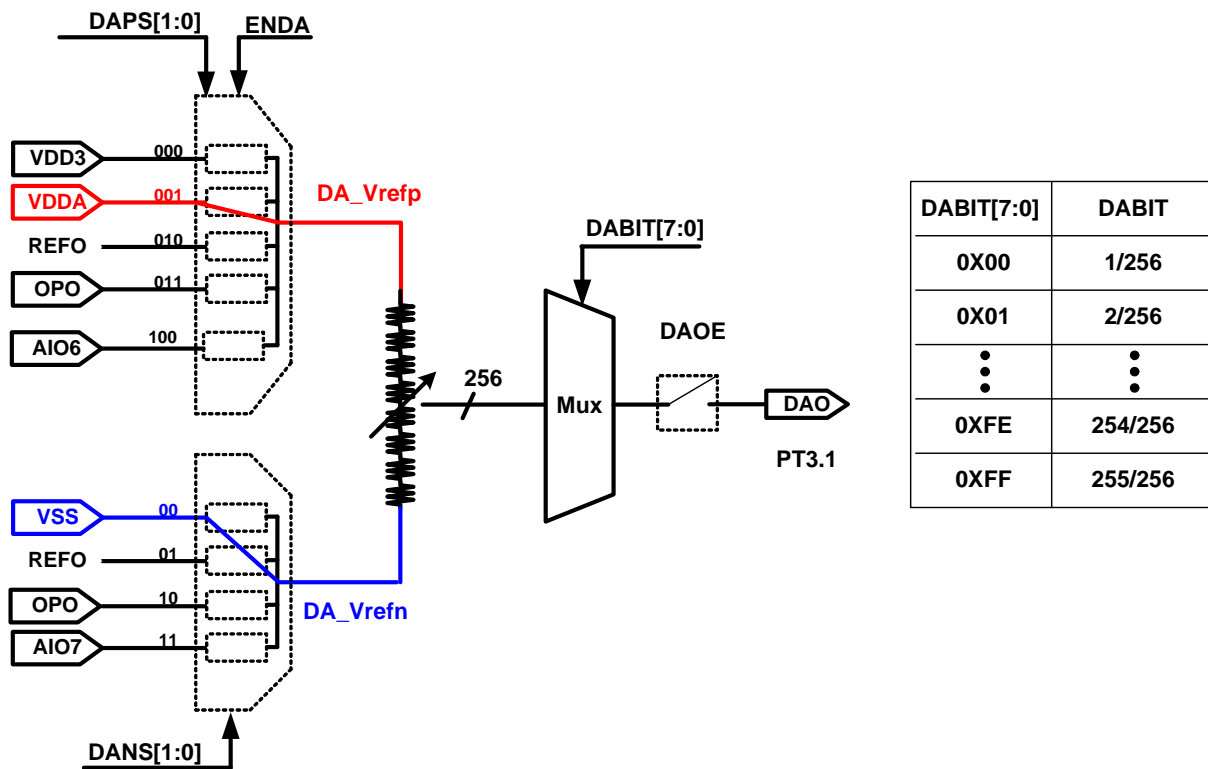 DAPS[1:0] ENDA
VDD3 000
VDDA 001
REFO 010
OPO 011
AIO6 100
DA_Vrefp
VSS 00
REFO 01
OPO 10
AIO7 11
DA_Vrefn
DANS[1:0]
256
DABIT[7:0]
Mux
DAOE
DAO
PT3.1
DABIT[7:0] DABIT
0X00 1/256
0X01 2/256
0XFE 254/256
0XFF 255/256